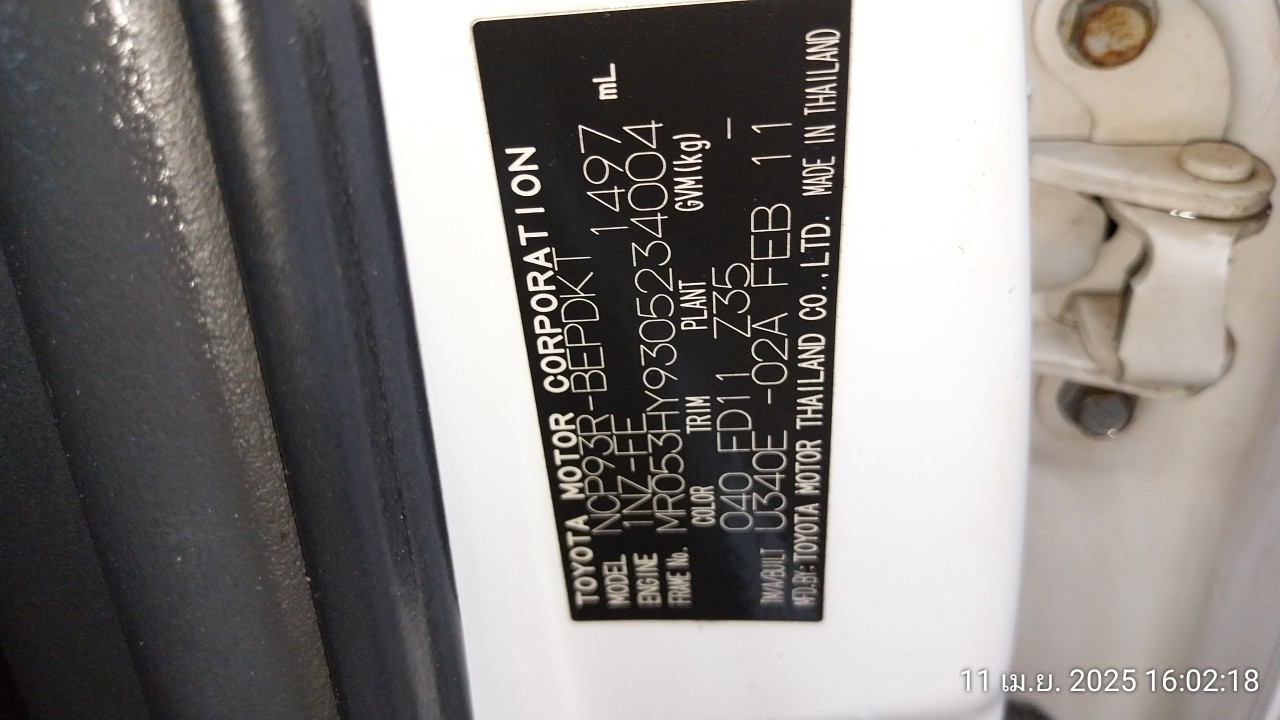 TOYOTA MOTOR CORPORATION
MODEL NCP93R-BEPDKT 1497 mL
ENGINE 1NZ-FE
FRAME No. MR053HY9305234004
COLOR TRIM PLANT GVM(kg)
040 FD11 Z35 -
TM/A/BUILT U340E -02A FEB 11
MFD.BY: TOYOTA MOTOR THAILAND CO.,LTD. MADE IN THAILAND
11 เม.ย. 2025 16:02:18